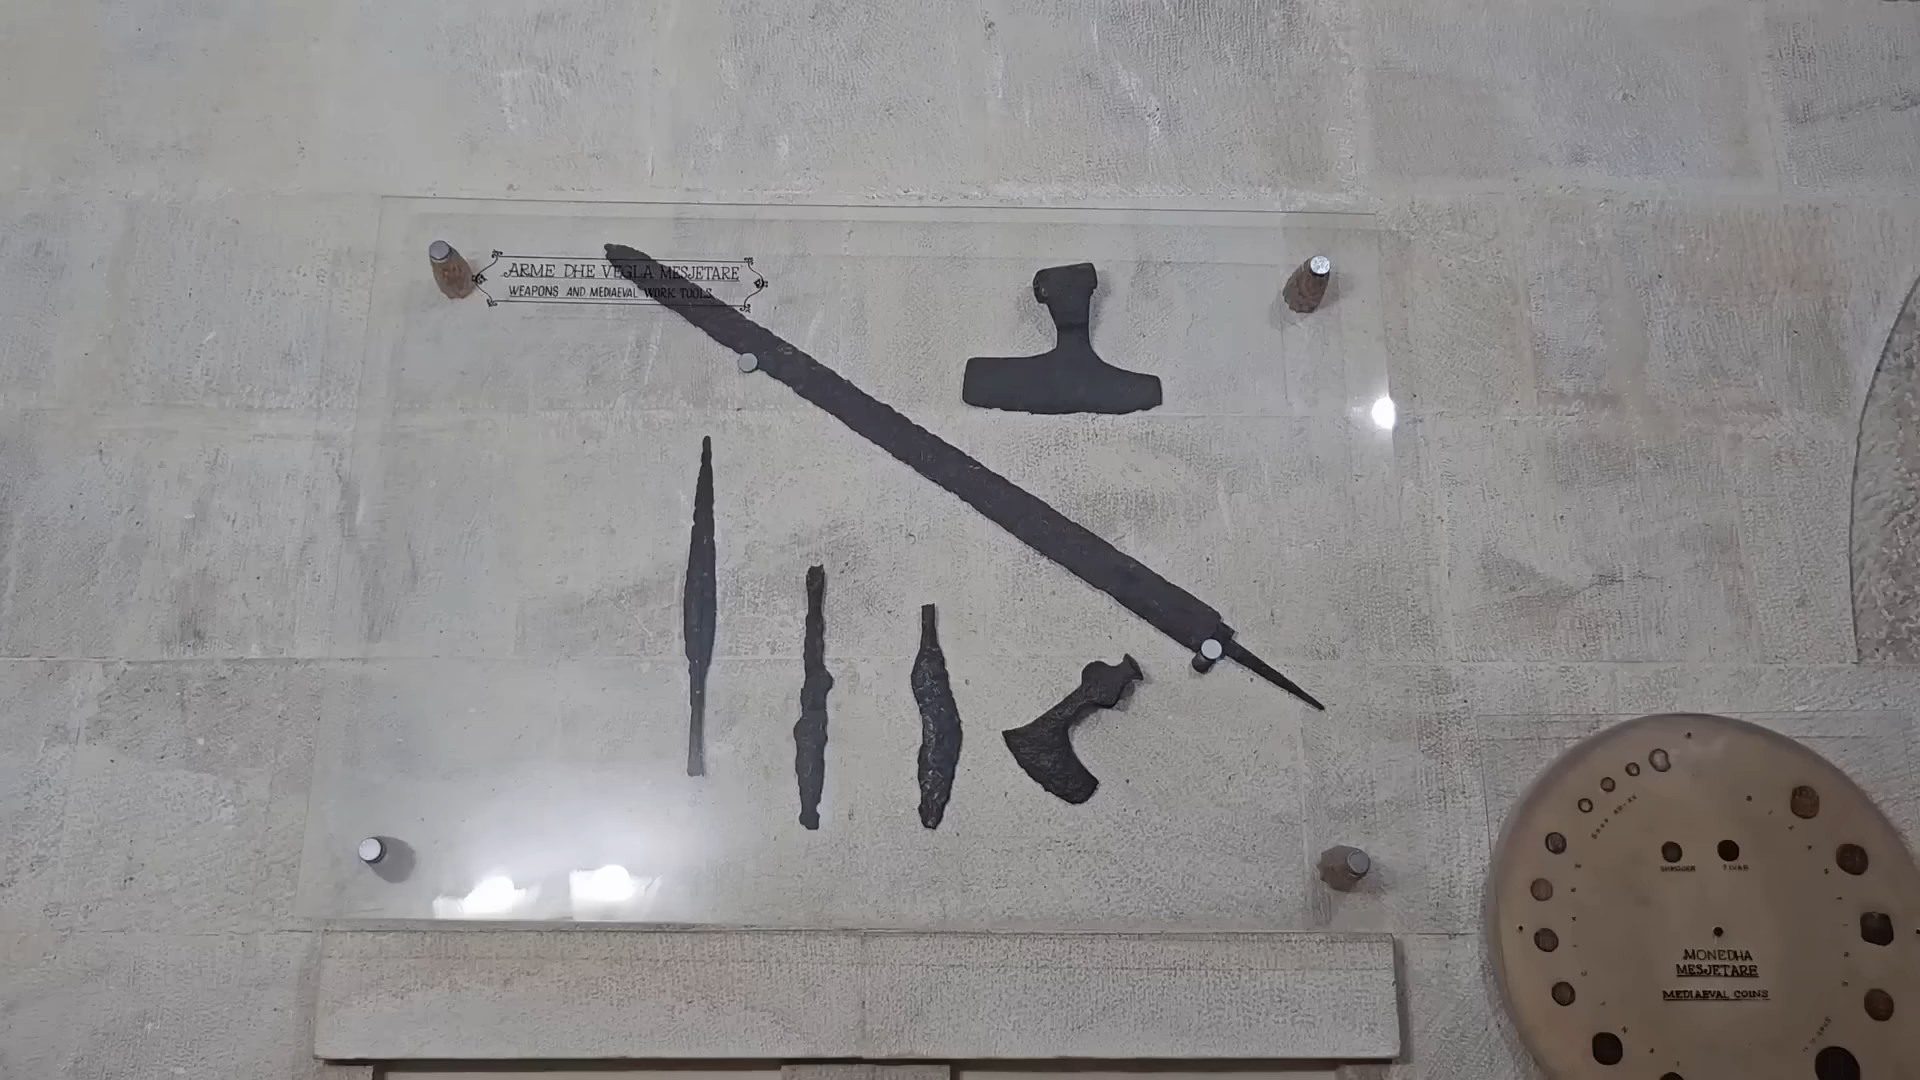 ARME DHE VEGLA MESJETARE
WEAPONS AND MEDIAEVAL WORK TOOLS
MONEDHA
MESJETARE
MEDIAEVAL COINS